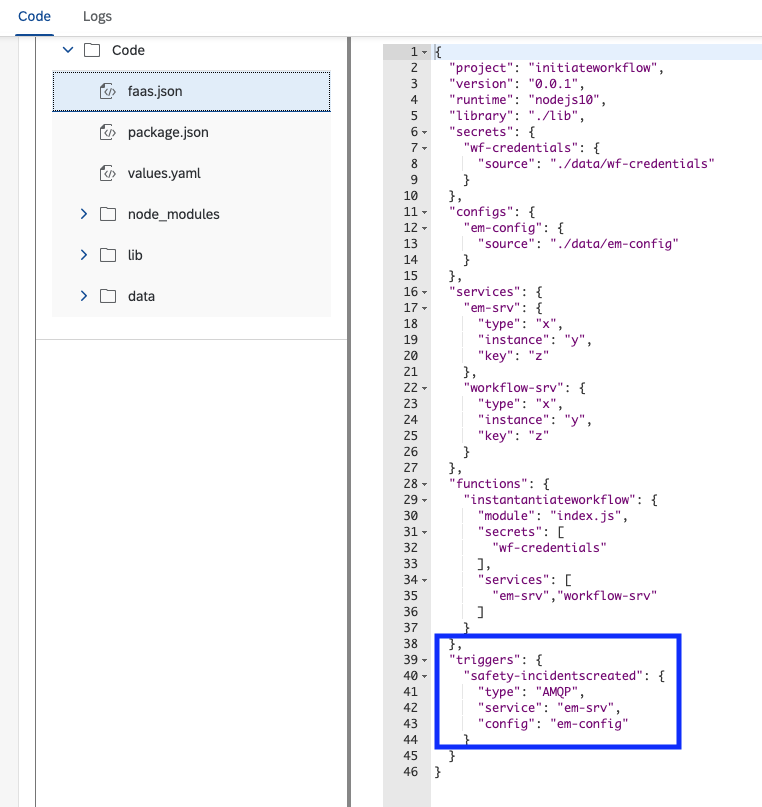 Code
Logs
Code
faas.json
package.json
values.yaml
node_modules
lib
data
1 {
2 "project": "initiateworkflow",
3 "version": "0.0.1",
4 "runtime": "nodejs10",
5 "library": "./lib",
6 "secrets": {
7 "wf-credentials": {
8 "source": "./data/wf-credentials"
9 }
10 },
11 "configs": {
12 "em-config": {
13 "source": "./data/em-config"
14 }
15 },
16 "services": {
17 "em-srv": {
18 "type": "x",
19 "instance": "y",
20 "key": "z"
21 },
22 "workflow-srv": {
23 "type": "x",
24 "instance": "y",
25 "key": "z"
26 }
27 },
28 "functions": {
29 "instantantiateworkflow": {
30 "module": "index.js",
31 "secrets": [
32 "wf-credentials"
33 ],
34 "services": [
35 "em-srv","workflow-srv"
36 ]
37 }
38 },
39 "triggers": {
40 "safety-incidentscreated": {
41 "type": "AMQP",
42 "service": "em-srv",
43 "config": "em-config"
44 }
45 }
46 }